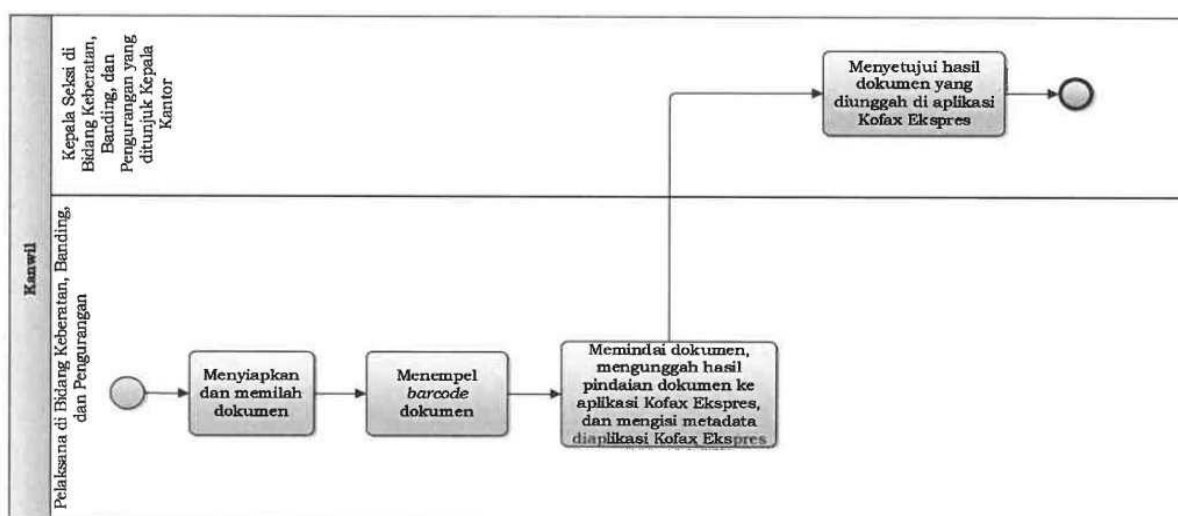 Kanwil
Kepala Seksi di
Bidang Keberatan,
Banding, dan
Pengurangan yang
ditunjuk Kepala
Kantor
Menyetujui hasil
dokumen yang
diunggah di aplikasi
Kofax Ekspres
Pelaksana di Bidang Keberatan, Banding,
dan Pengurangan
Menyiapkan
dan memilah
dokumen
Menempel
barcode
dokumen
Memindai dokumen,
mengunggah hasil
pindaian dokumen ke
aplikasi Kofax Ekspres,
dan mengisi metadata
diaplikasi Kofax Ekspres